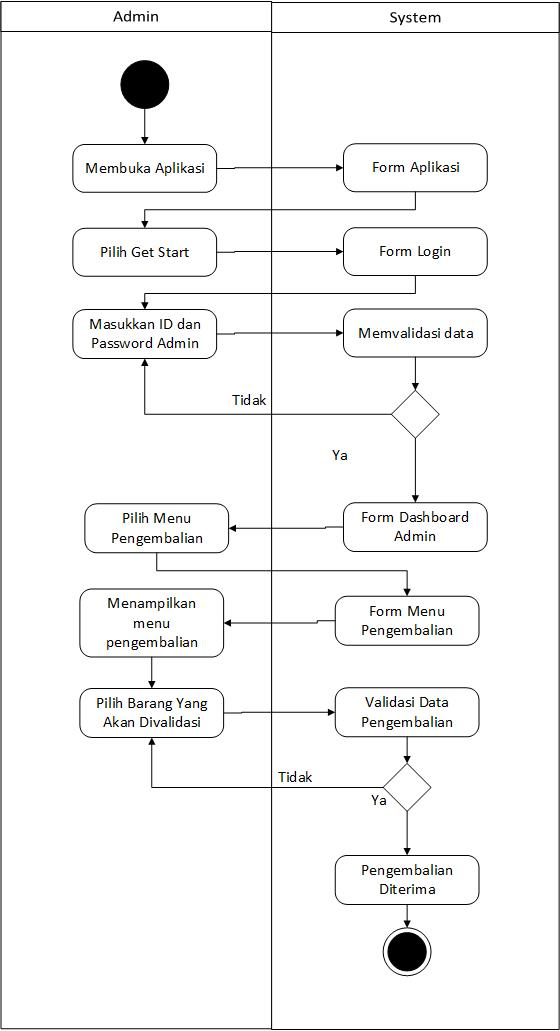 Admin
System
Membuka Aplikasi
Form Aplikasi
Pilih Get Start
Form Login
Masukkan ID dan
Password Admin
Memvalidasi data
Tidak
Ya
Form Dashboard
Admin
Pilih Menu
Pengembalian
Form Menu
Pengembalian
Menampilkan
menu
pengembalian
Pilih Barang Yang
Akan Divalidasi
Validasi Data
Pengembalian
Tidak
Ya
Pengembalian
Diterima